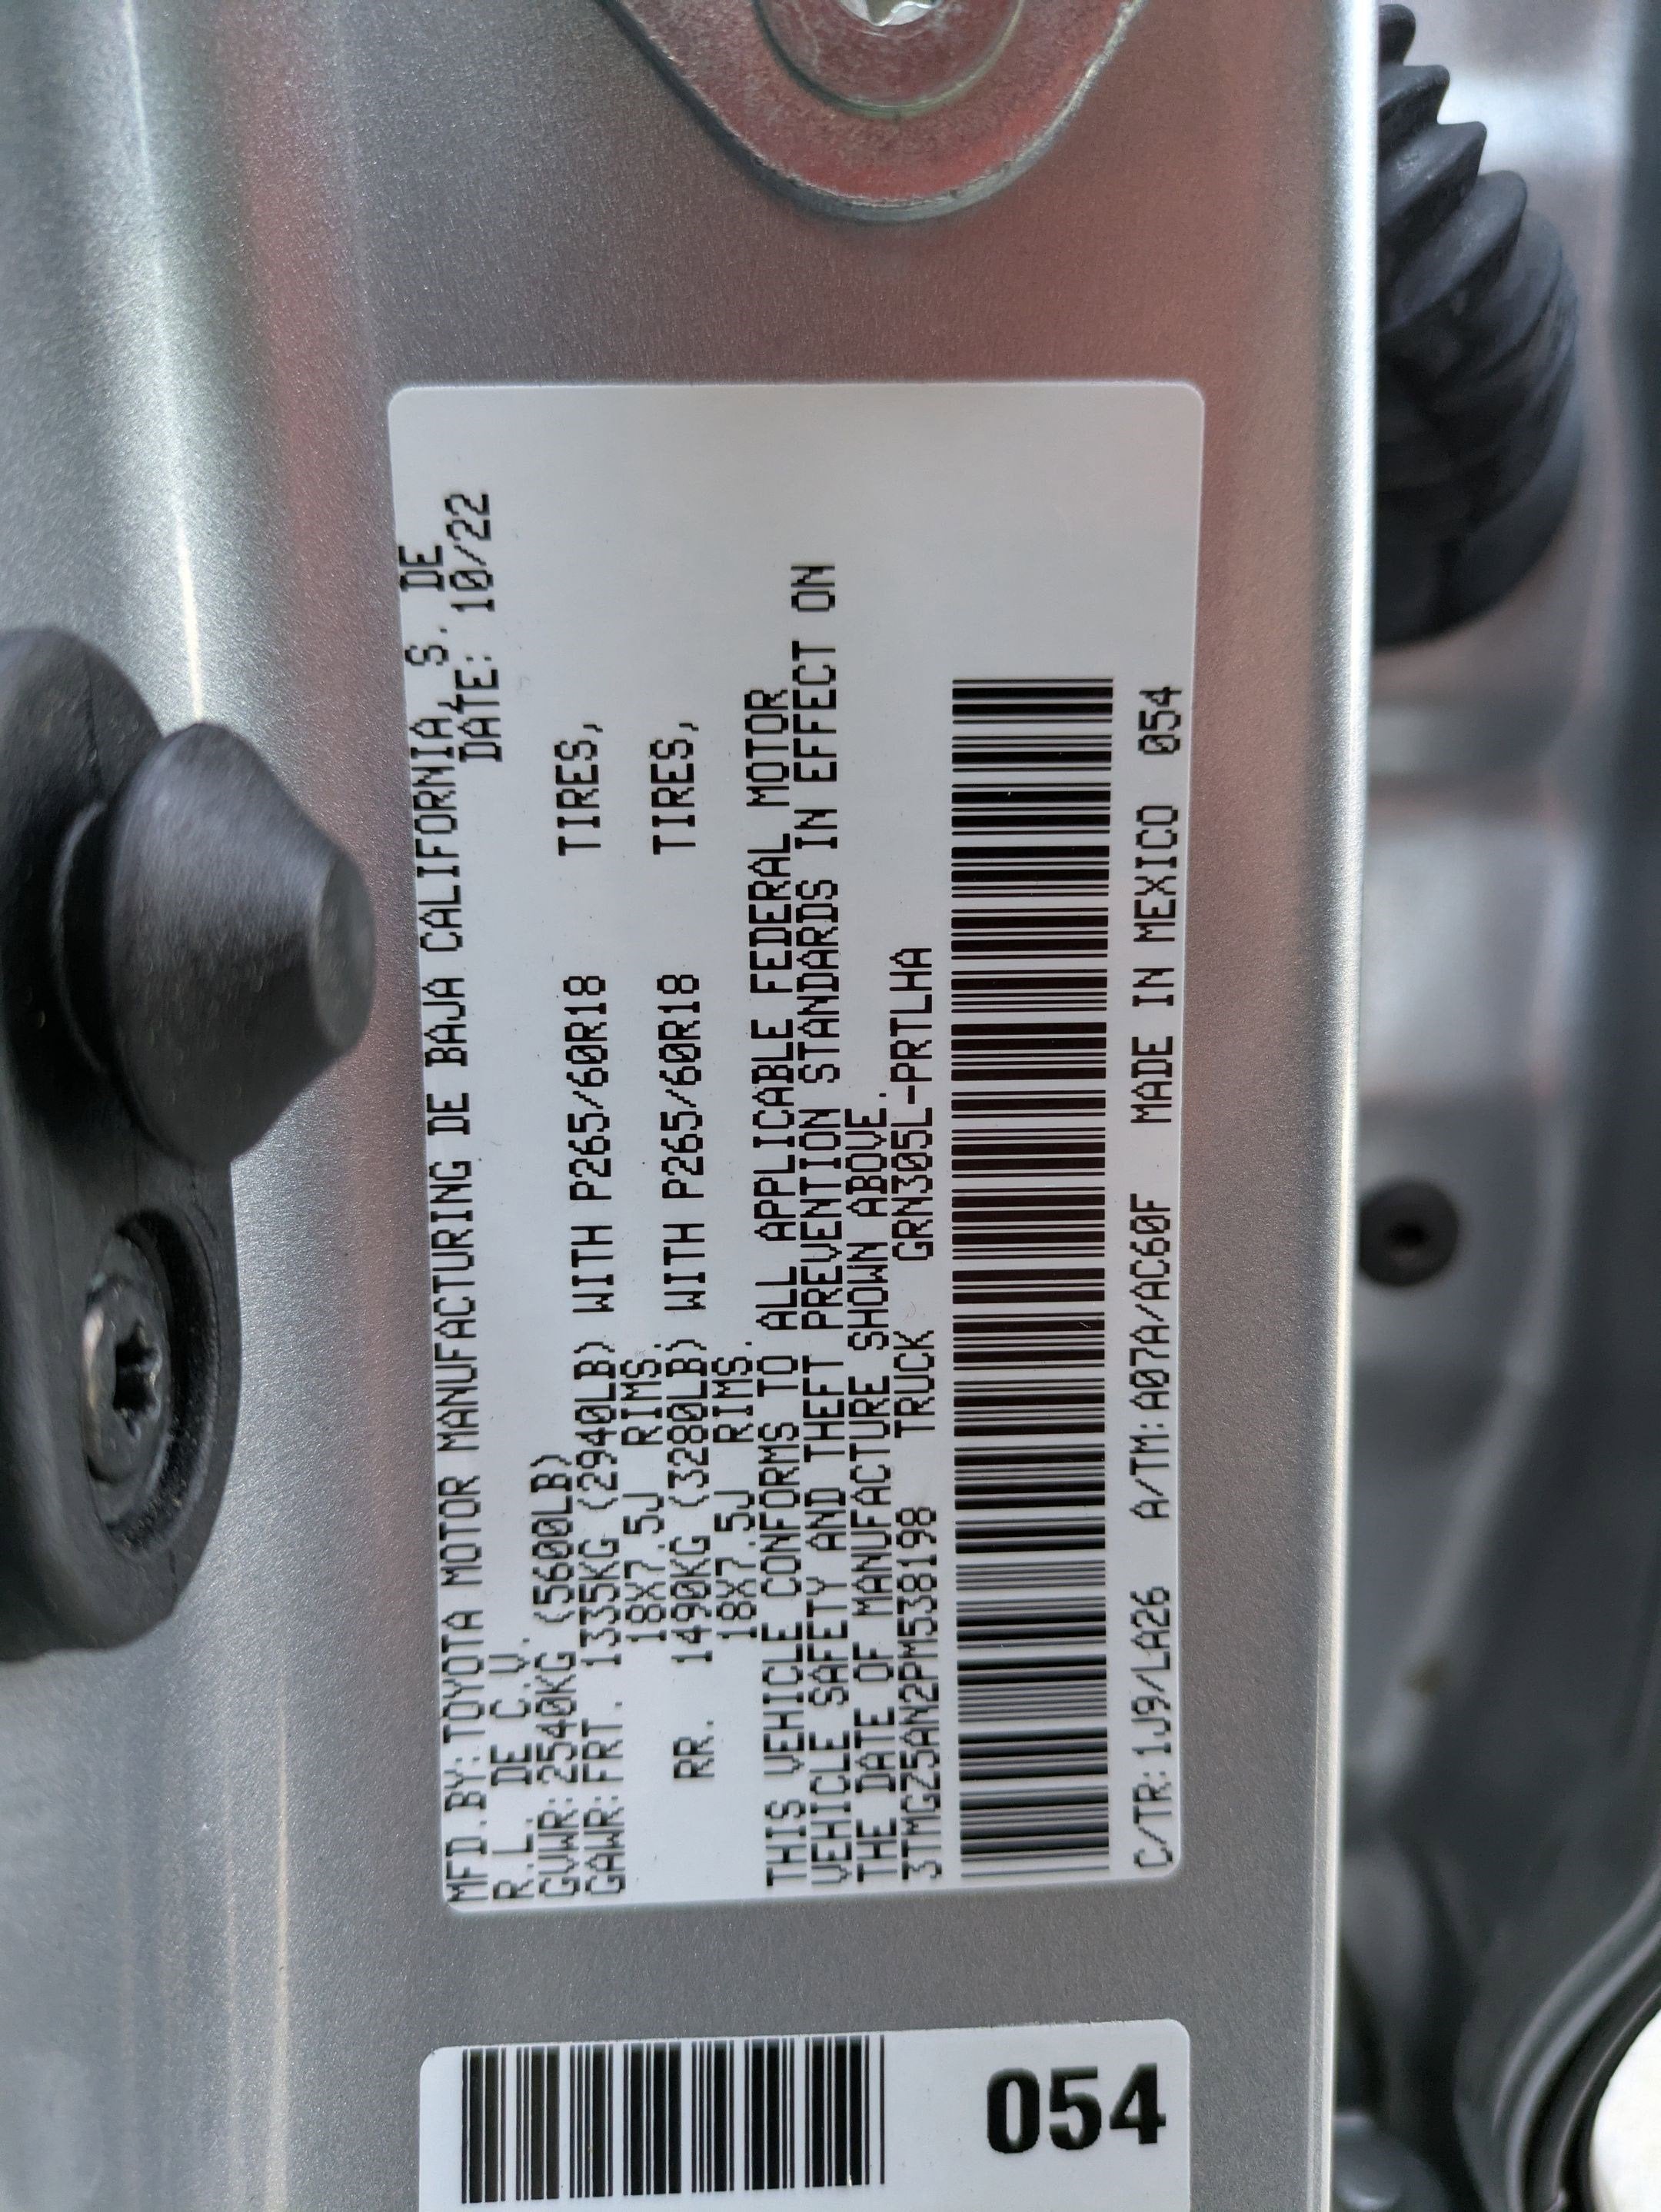 MFD.BY:TOYOTA MOTOR MANUFACTURING DE BAJA CALIFORNIA, S. DE
R.L. DE C.V. DATE: 10/22
GVWR:2540KG (5600LB)
GAWR:FRT. 1335KG (2940LB) WITH P265/60R18 TIRES,
18X7.5J RIMS.
RR. 1490KG (3280LB) WITH P265/60R18 TIRES,
18X7.5J RIMS.
THIS VEHICLE CONFORMS TO ALL APPLICABLE FEDERAL MOTOR
VEHICLE SAFETY AND THEFT PREVENTION STANDARDS IN EFFECT ON
THE DATE OF MANUFACTURE SHOWN ABOVE.
3TMGZ5AN2PM538198 TRUCK GRN305L-PRTLHA
C/TR:1J9/LA26 A/TM:A07A/AC60F MADE IN MEXICO 054
054